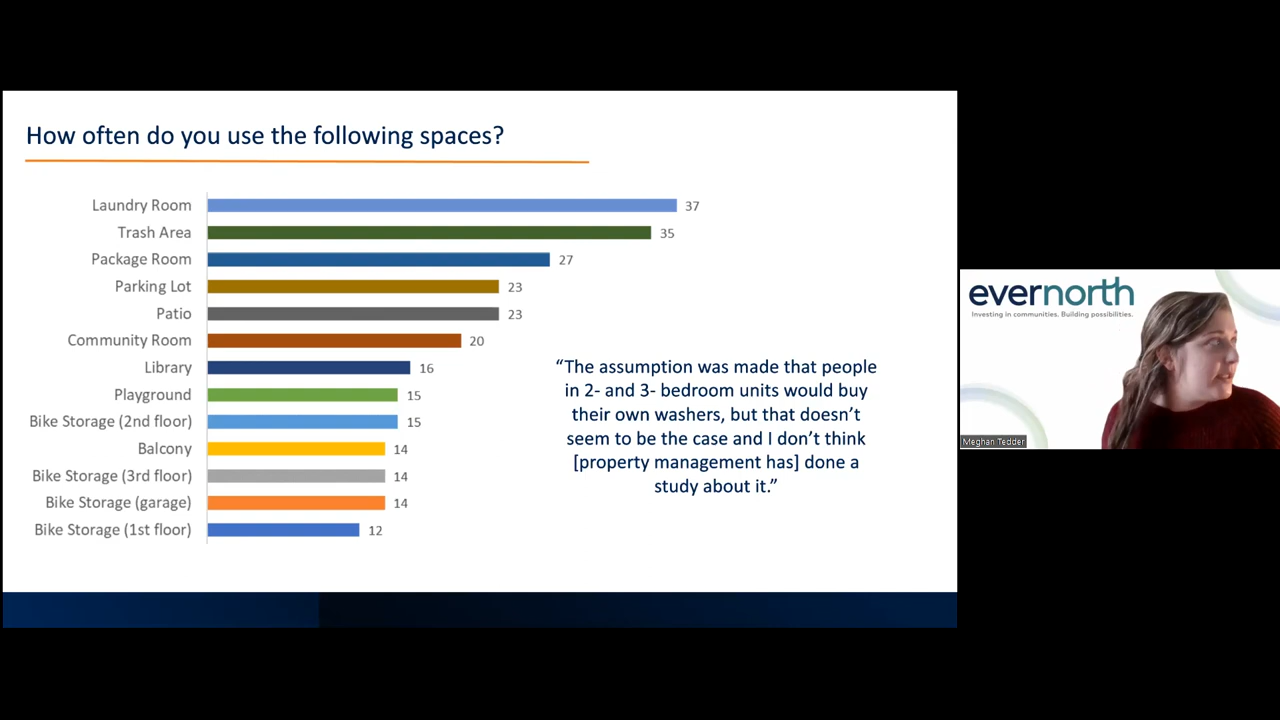 How often do you use the following spaces?
Laundry Room 37
Trash Area 35
Package Room 27
Parking Lot 23
Patio 23
Community Room 20
Library 16
Playground 15
Bike Storage (2nd floor) 15
Balcony 14
Bike Storage (3rd floor) 14
Bike Storage (garage) 14
Bike Storage (1st floor) 12
“The assumption was made that people
in 2- and 3- bedroom units would buy
their own washers, but that doesn’t
seem to be the case and I don’t think
[property management has] done a
study about it.”
evernorth
Investing in communities. Building possibilities.
Meghan Tedder